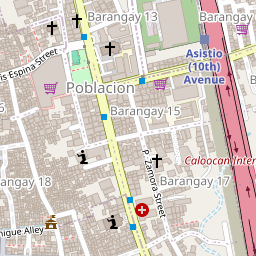 Barangay 13
is Espina Street
Asistio
(10th)
Avenue
Poblacion
Barangay 15
P. Zamora Street
Caloocan Inter
Barangay 18
Barangay 17
nigue Alley